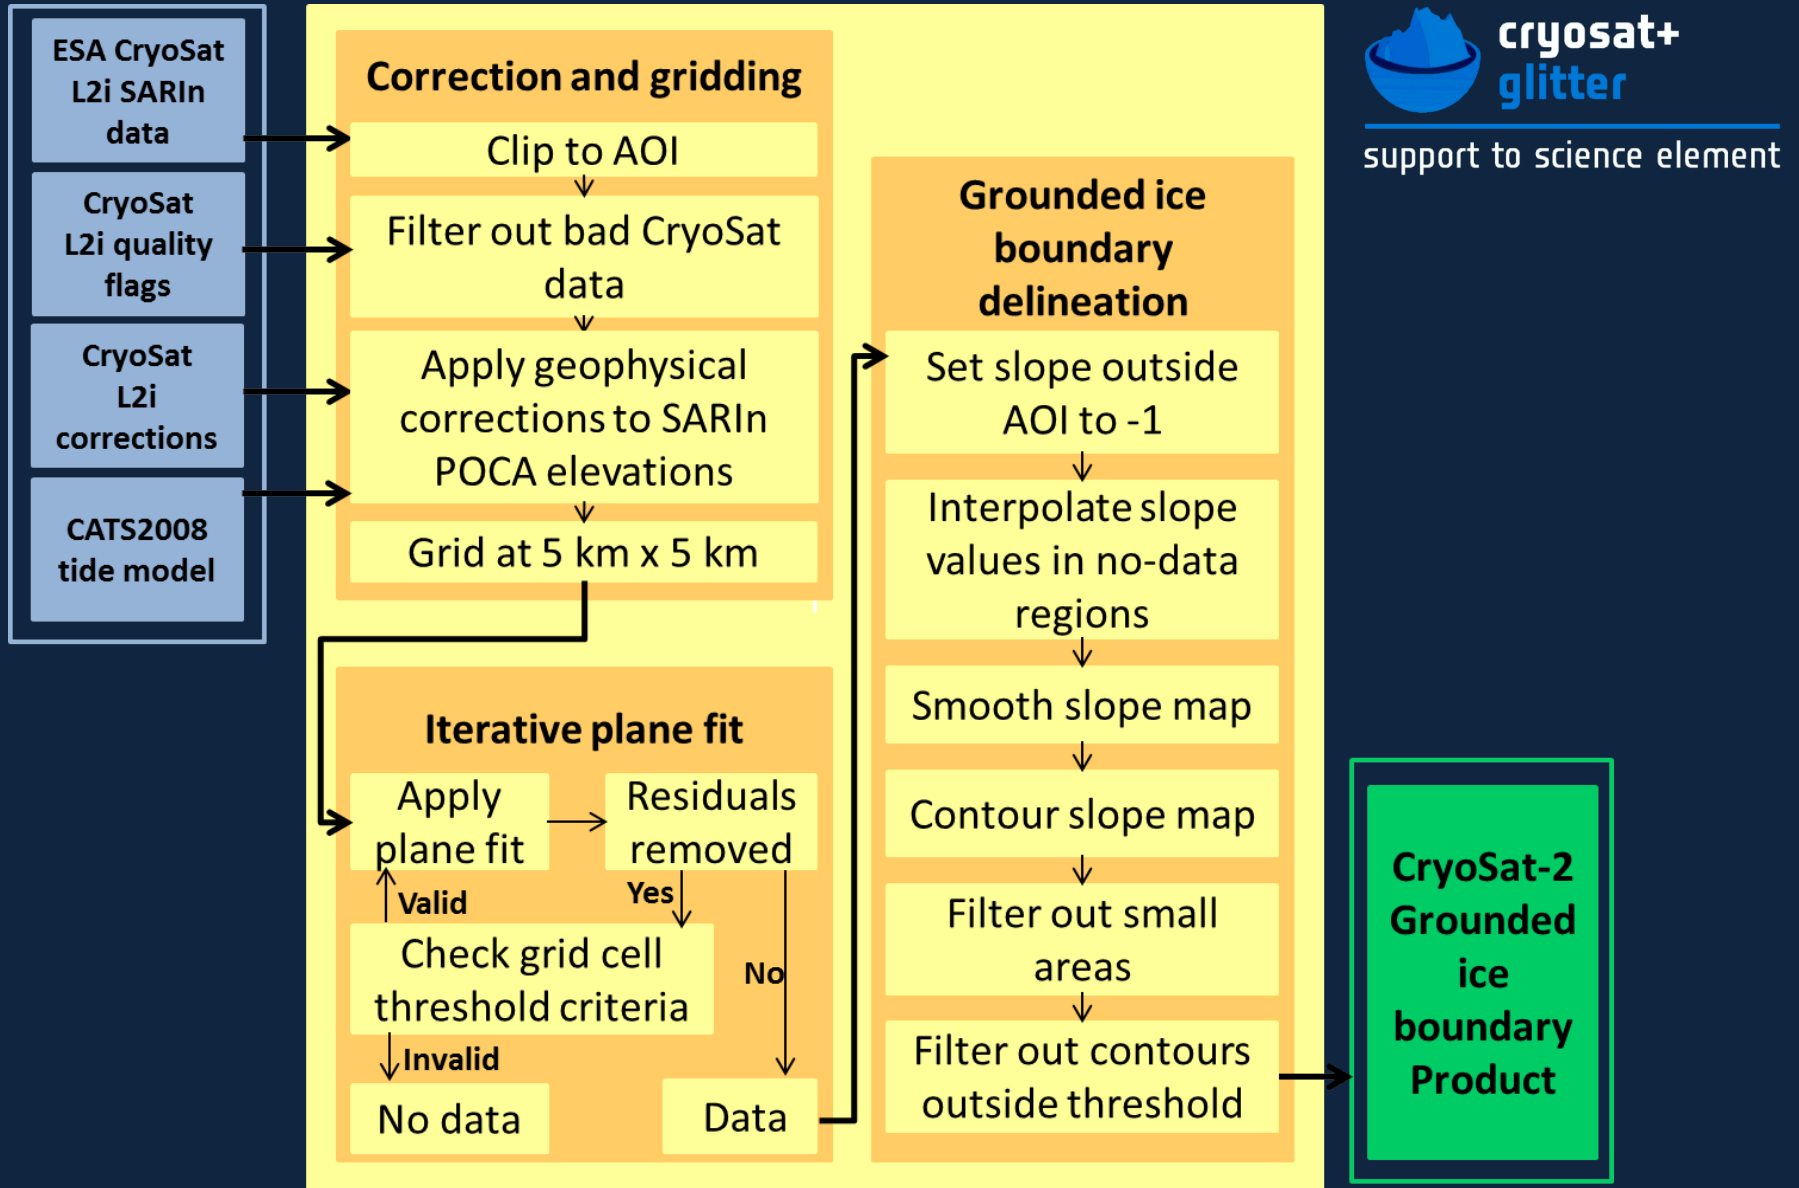 ESA CryoSat
L2i SARIn
data
CryoSat
L2i quality
flags
CryoSat
L2i
corrections
CATS2008
tide model
Correction and gridding
Clip to AOI
Filter out bad CryoSat
data
Apply geophysical
corrections to SARIn
POCA elevations
Grid at 5 km x 5 km
Iterative plane fit
Apply
plane fit
Residuals
removed
Valid
Yes
Check grid cell
threshold criteria
No
Invalid
No data
Data
Grounded ice
boundary
delineation
Set slope outside
AOI to -1
Interpolate slope
values in no-data
regions
Smooth slope map
Contour slope map
Filter out small
areas
Filter out contours
outside threshold
cryosat+
glitter
support to science element
CryoSat-2
Grounded
ice
boundary
Product